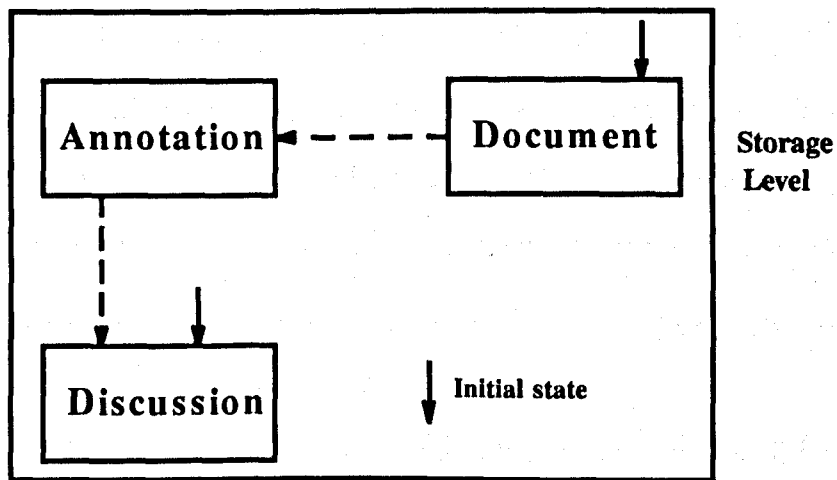 Annotation
Document
Storage
Level
Discussion
Initial state